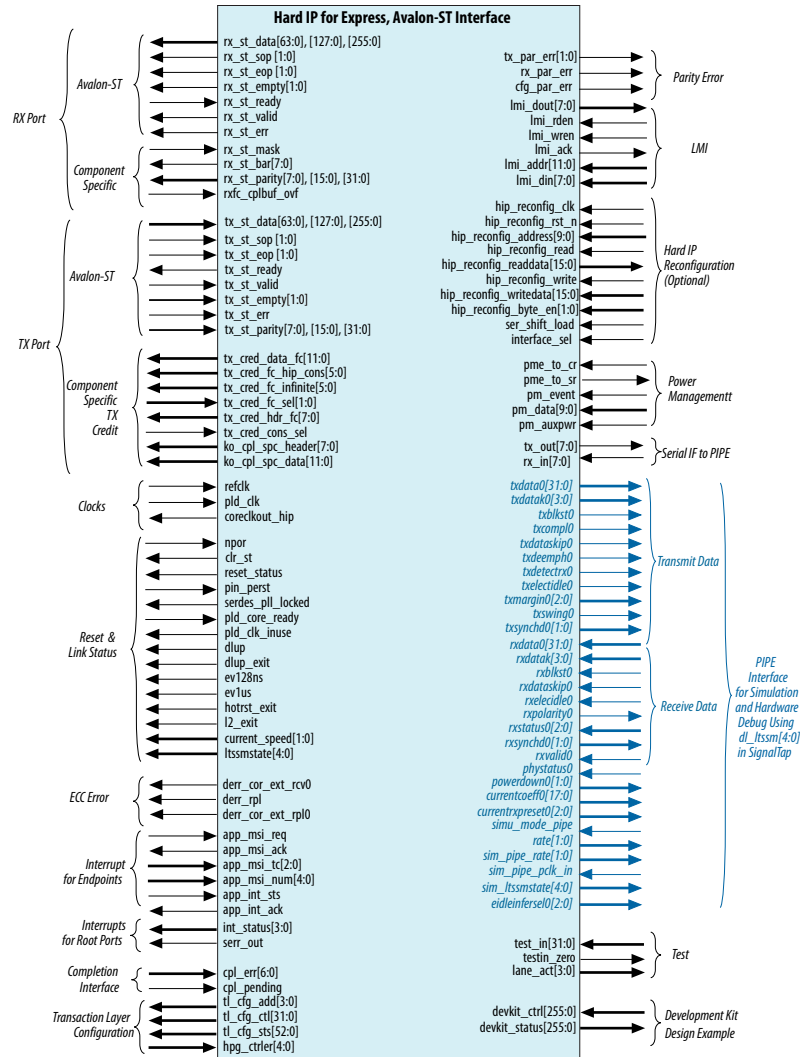 Hard IP for Express, Avalon-ST Interface
RX Port
Avalon-ST
rx_st_data[63:0], [127:0], [255:0]
rx_st_sop [1:0]
rx_st_eop [1:0]
rx_st_empty[1:0]
rx_st_ready
rx_st_valid
rx_st_err
Component
Specific
rx_st_mask
rx_st_bar[7:0]
rx_st_parity[7:0], [15:0], [31:0]
rxfc_cplbuf_ovf
TX Port
Avalon-ST
tx_st_data[63:0], [127:0], [255:0]
tx_st_sop [1:0]
tx_st_eop [1:0]
tx_st_ready
tx_st_valid
tx_st_empty[1:0]
tx_st_err
tx_st_parity[7:0], [15:0], [31:0]
Component
Specific
TX
Credit
tx_cred_data_fc[11:0]
tx_cred_fc_hip_cons[5:0]
tx_cred_fc_infinite[5:0]
tx_cred_fc_sel[1:0]
tx_cred_hdr_fc[7:0]
tx_cred_cons_sel
ko_cpl_spc_header[7:0]
ko_cpl_spc_data[11:0]
Clocks
refclk
pld_clk
coreclkout_hip
Reset &
Link Status
npor
clr_st
reset_status
pin_perst
serdes_pll_locked
pld_core_ready
pld_clk_inuse
dlup
dlup_exit
ev128ns
ev1us
hotrst_exit
l2_exit
current_speed[1:0]
ltssmstate[4:0]
ECC Error
derr_cor_ext_rcv0
derr_rpl
derr_cor_ext_rpl0
Interrupt
for Endpoints
app_msi_req
app_msi_ack
app_msi_tc[2:0]
app_msi_num[4:0]
app_int_sts
app_int_ack
Interrupts
for Root Ports
int_status[3:0]
serr_out
Completion
Interface
cpl_err[6:0]
cpl_pending
Transaction Layer
Configuration
tl_cfg_add[3:0]
tl_cfg_ctl[31:0]
tl_cfg_sts[52:0]
hpg_ctrler[4:0]
tx_par_err[1:0]
rx_par_err
cfg_par_err
Parity Error
lmi_dout[7:0]
lmi_rden
lmi_wren
lmi_ack
lmi_addr[11:0]
lmi_din[7:0]
LMI
hip_reconfig_clk
hip_reconfig_rst_n
hip_reconfig_address[9:0]
hip_reconfig_read
hip_reconfig_readdata[15:0]
hip_reconfig_write
hip_reconfig_writedata[15:0]
hip_reconfig_byte_en[1:0]
ser_shift_load
interface_sel
Hard IP
Reconfiguration
(Optional)
pme_to_cr
pme_to_sr
pm_event
pm_data[9:0]
pm_auxpwr
Power
Managementt
tx_out[7:0]
rx_in[7:0]
Serial IF to PIPE
txdata0[31:0]
txdatak0[3:0]
txblkst0
txcompl0
txdataskip0
txdeemph0
txdetectrx0
txelectidle0
txmargin0[2:0]
txswing0
txsynchd0[1:0]
Transmit Data
rxdata0[31:0]
rxdatak[3:0]
rxblkst0
rxdataskip0
rxelecidle0
rxpolarity0
rxstatus0[2:0]
rxsynchd0[1:0]
rxvalid0
Receive Data
phystatus0
powerdown0[1:0]
currentcoeff0[17:0]
currentrxpreset0[2:0]
simu_mode_pipe
rate[1:0]
sim_pipe_rate[1:0]
sim_pipe_pclk_in
sim_ltssmstate[4:0]
eidleinfersel0[2:0]
PIPE
Interface
for Simulation
and Hardware
Debug Using
dl_ltssm[4:0]
in SignalTap
test_in[31:0]
testin_zero
lane_act[3:0]
Test
devkit_ctrl[255:0]
devkit_status[255:0]
Development Kit
Design Example